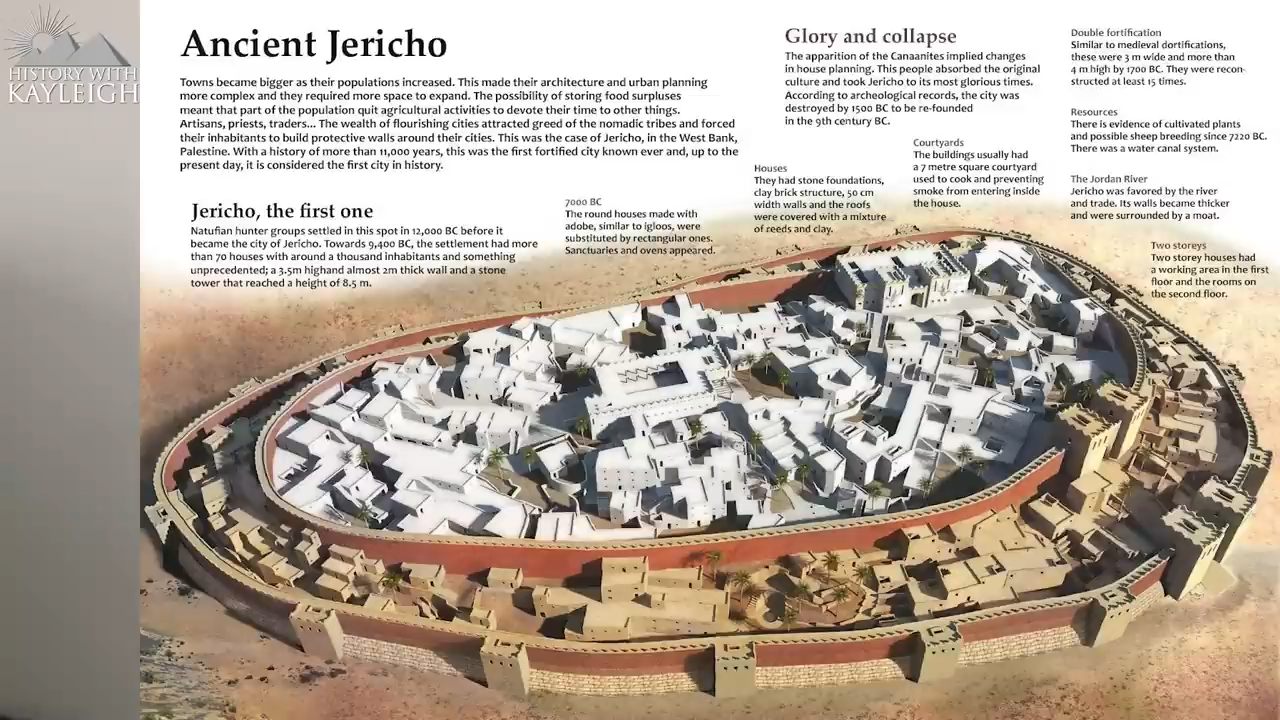 HISTORY WITH
KAYLEIGH
Ancient Jericho
Towns became bigger as their populations increased. This made their architecture and urban planning
more complex and they required more space to expand. The possibility of storing food surpluses
meant that part of the population quit agricultural activities to devote their time to other things.
Artisans, priests, traders... The wealth of flourishing cities attracted greed of the nomadic tribes and forced
their inhabitants to build protective walls around their cities. This was the case of Jericho, in the West Bank,
Palestine. With a history of more than 11,000 years, this was the first fortified city known ever and, up to the
present day, it is considered the first city in history.
Jericho, the first one
Natufian hunter groups settled in this spot in 12,000 BC before it
became the city of Jericho. Towards 9,400 BC, the settlement had more
than 70 houses with around a thousand inhabitants and something
unprecedented; a 3.5m highand almost 2m thick wall and a stone
tower that reached a height of 8.5 m.
7000 BC
The round houses made with
adobe, similar to igloos, were
substituted by rectangular ones.
Sanctuaries and ovens appeared.
Glory and collapse
The apparition of the Canaanites implied changes
in house planning. This people absorbed the original
culture and took Jericho to its most glorious times.
According to archeological records, the city was
destroyed by 1500 BC to be re-founded
in the 9th century BC.
Houses
They had stone foundations,
clay brick structure, 50 cm
width walls and the roofs
were covered with a mixture
of reeds and clay.
Courtyards
The buildings usually had
a 7 metre square courtyard
used to cook and preventing
smoke from entering inside
the house.
Double fortification
Similar to medieval dortifications,
these were 3 m wide and more than
4 m high by 1700 BC. They were recon-
structed at least 15 times.
Resources
There is evidence of cultivated plants
and possible sheep breeding since 7220 BC.
There was a water canal system.
The Jordan River
Jericho was favored by the river
and trade. Its walls became thicker
and were surrounded by a moat.
Two storeys
Two storey houses had
a working area in the first
floor and the rooms on
the second floor.